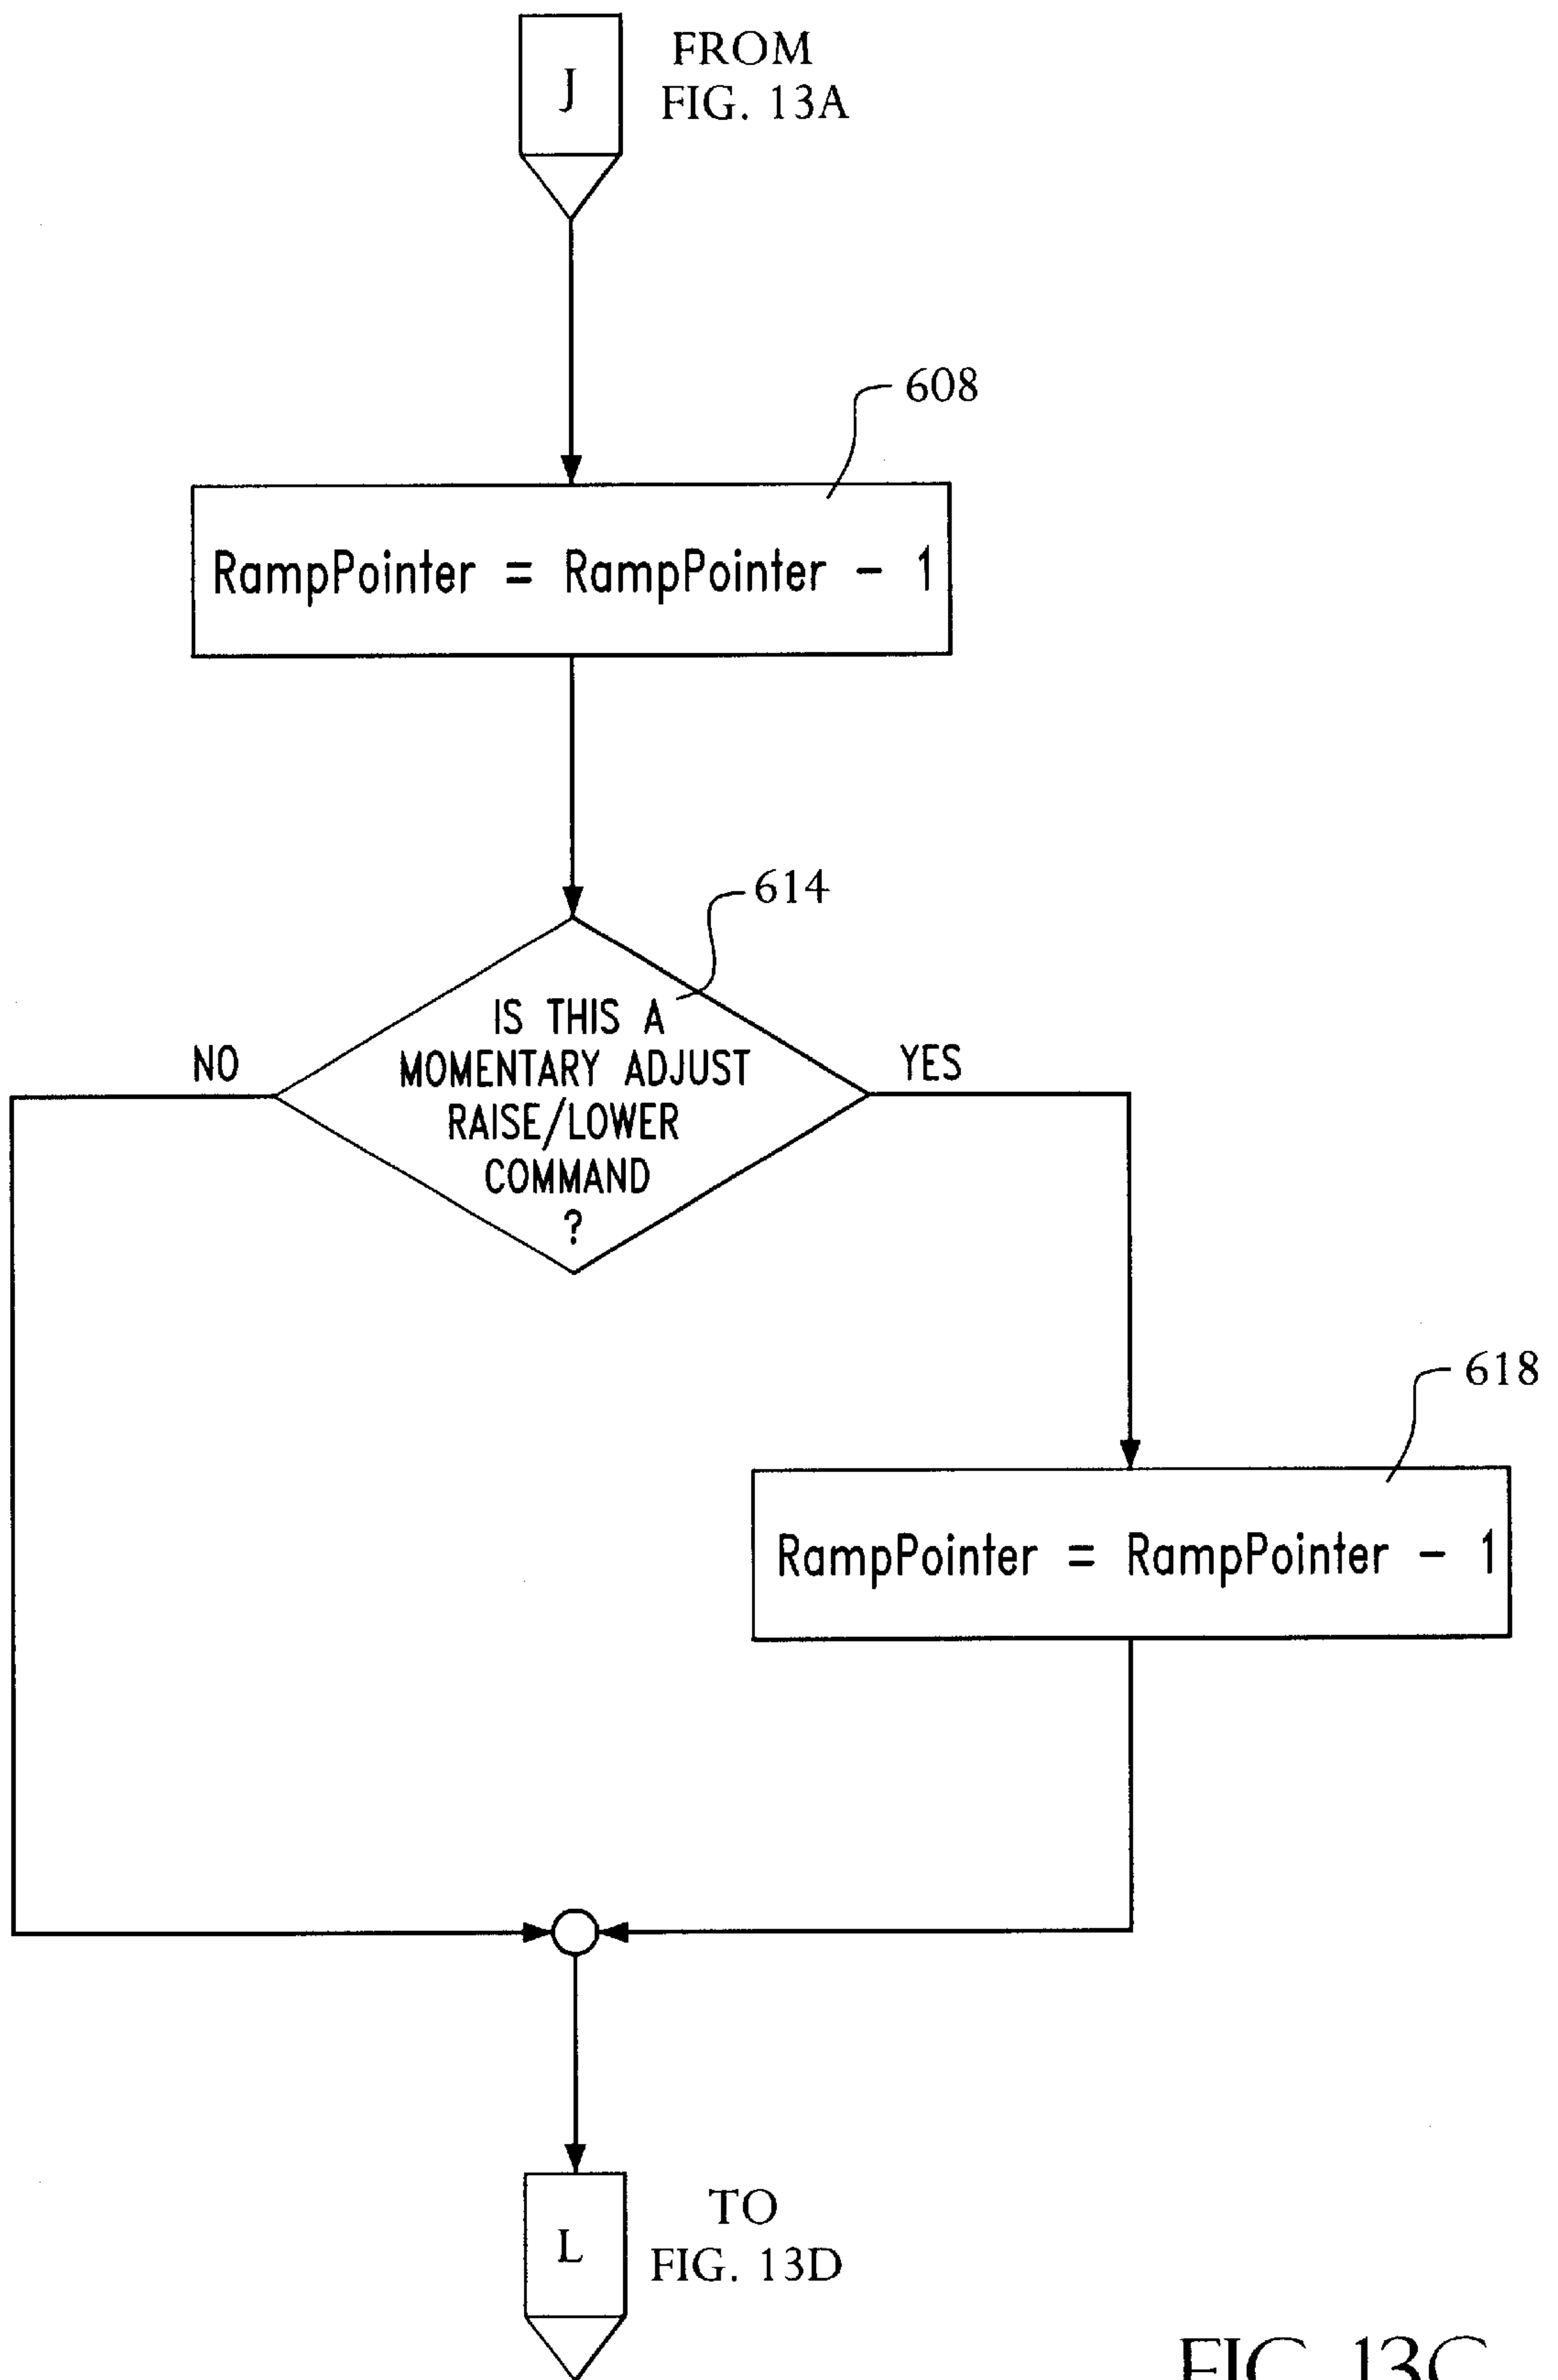 J
FROM
FIG. 13A
608
RampPointer = RampPointer - 1
614
IS THIS A
MOMENTARY ADJUST
RAISE/LOWER
COMMAND
?
NO
YES
618
RampPointer = RampPointer - 1
L
TO
FIG. 13D
FIG. 13C